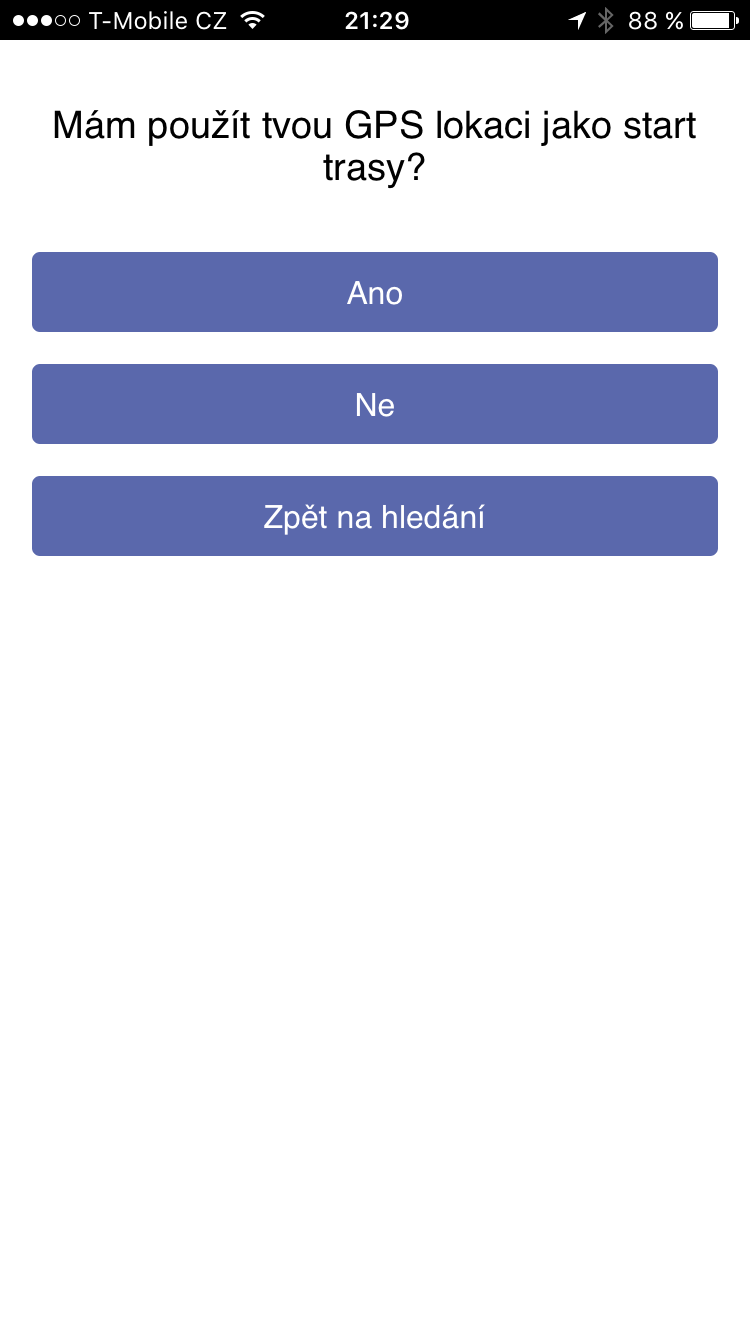 T-Mobile CZ 21:29 88 %
Mám použít tvou GPS lokaci jako start
trasy?
Ano
Ne
Zpět na hledání